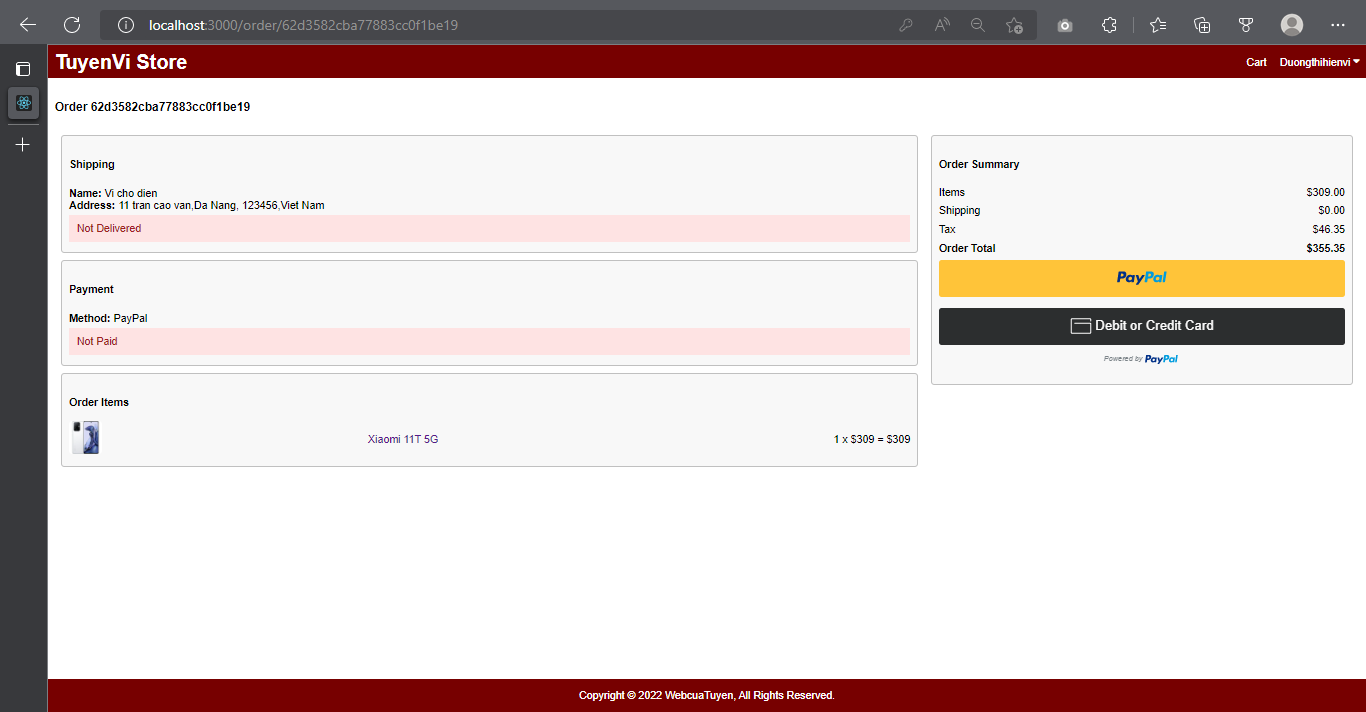 localhost:3000/order/62d3582cba77883cc0f1be19
TuyenVi Store
Cart Duongthihienvi
Order 62d3582cba77883cc0f1be19
Shipping
Name: Vi cho dien
Address: 11 tran cao van,Da Nang, 123456,Viet Nam
Not Delivered
Payment
Method: PayPal
Not Paid
Order Items
Xiaomi 11T 5G 1 x $309 = $309
Order Summary
Items $309.00
Shipping $0.00
Tax $46.35
Order Total $355.35
PayPal
Debit or Credit Card
Powered by PayPal
Copyright © 2022 WebcuaTuyen, All Rights Reserved.